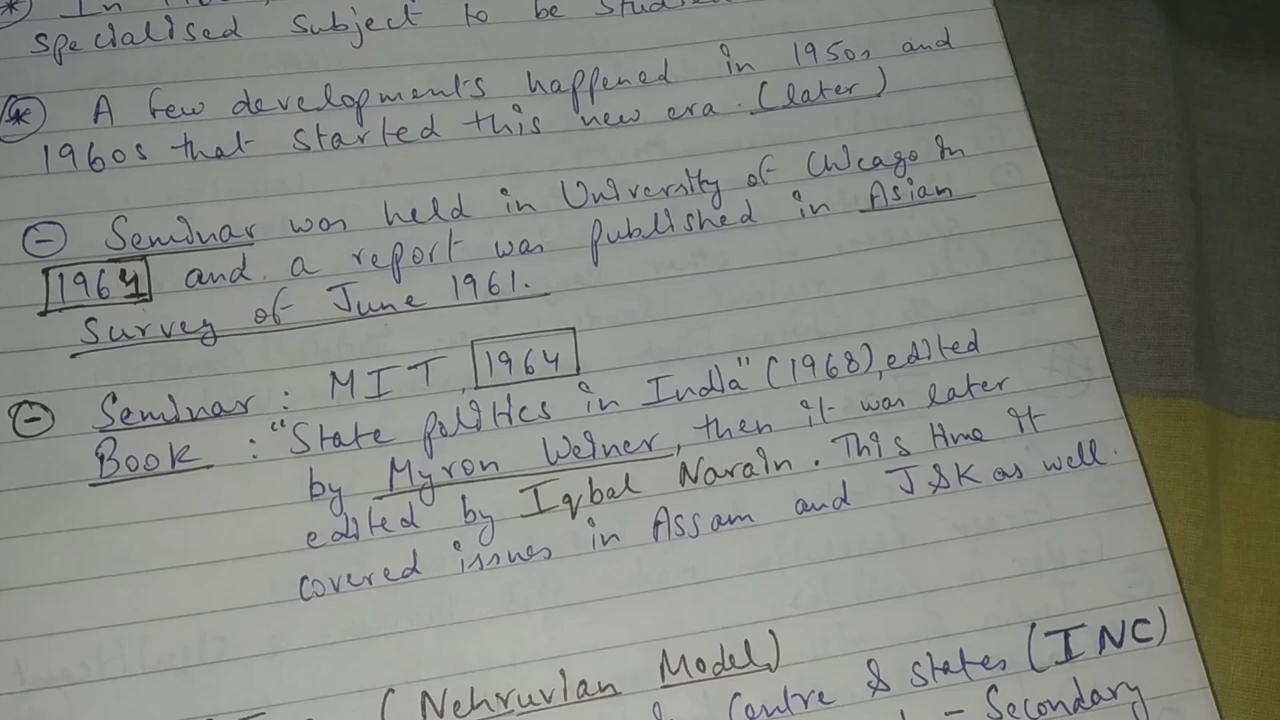 * In
specialised subject to be studied
* A few developments happened in 1950s and
1960s that started this new era. (later)
- Seminar was held in University of Chicago in
1964 and a report was published in Asian
Survey of June 1961.
- Seminar: MIT, 1964
Book: "State politics in India" (1968), edited
by Myron Weiner, then it was later
edited by Iqbal Narain. This time it
covered issues in Assam and J&K as well.
(Nehruvian Model)
Centre & states (INC)
- Secondary